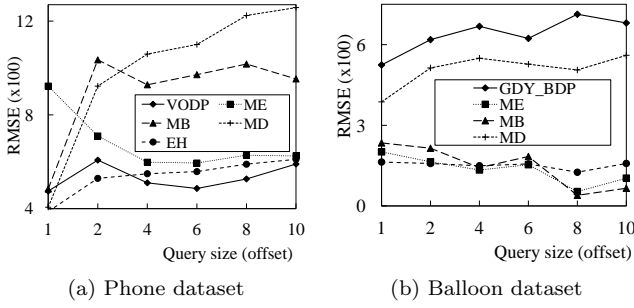 12
8
4
RMSE (x100)
VODP
ME
MB
MD
EH
1
2
4
6
8
10
Query size (offset)
(a) Phone dataset
6
3
0
RMSE (x100)
GDY_BDP
ME
MB
MD
1
2
4
6
8
10
Query size (offset)
(b) Balloon dataset